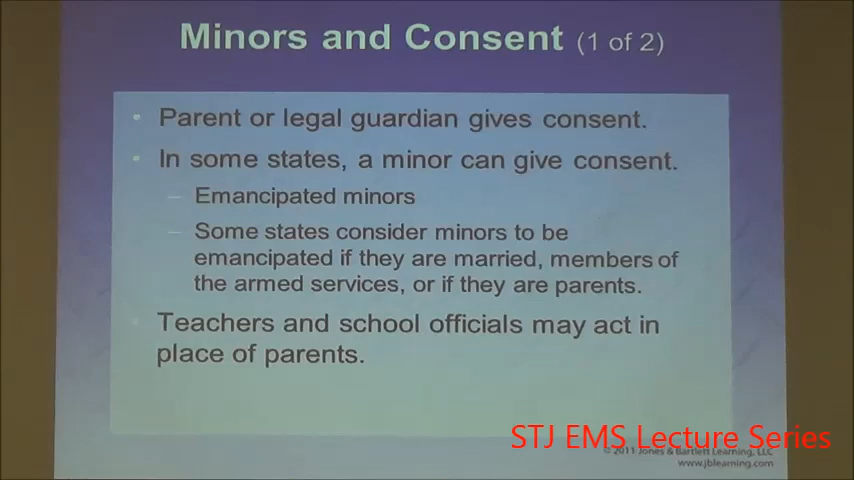 Minors and Consent (1 of 2)
• Parent or legal guardian gives consent.
• In some states, a minor can give consent.
– Emancipated minors
– Some states consider minors to be
emancipated if they are married, members of
the armed services, or if they are parents.
• Teachers and school officials may act in
place of parents.
STJ EMS Lecture Series
© 2011 Jones & Bartlett Learning, LLC
www.jblearning.com